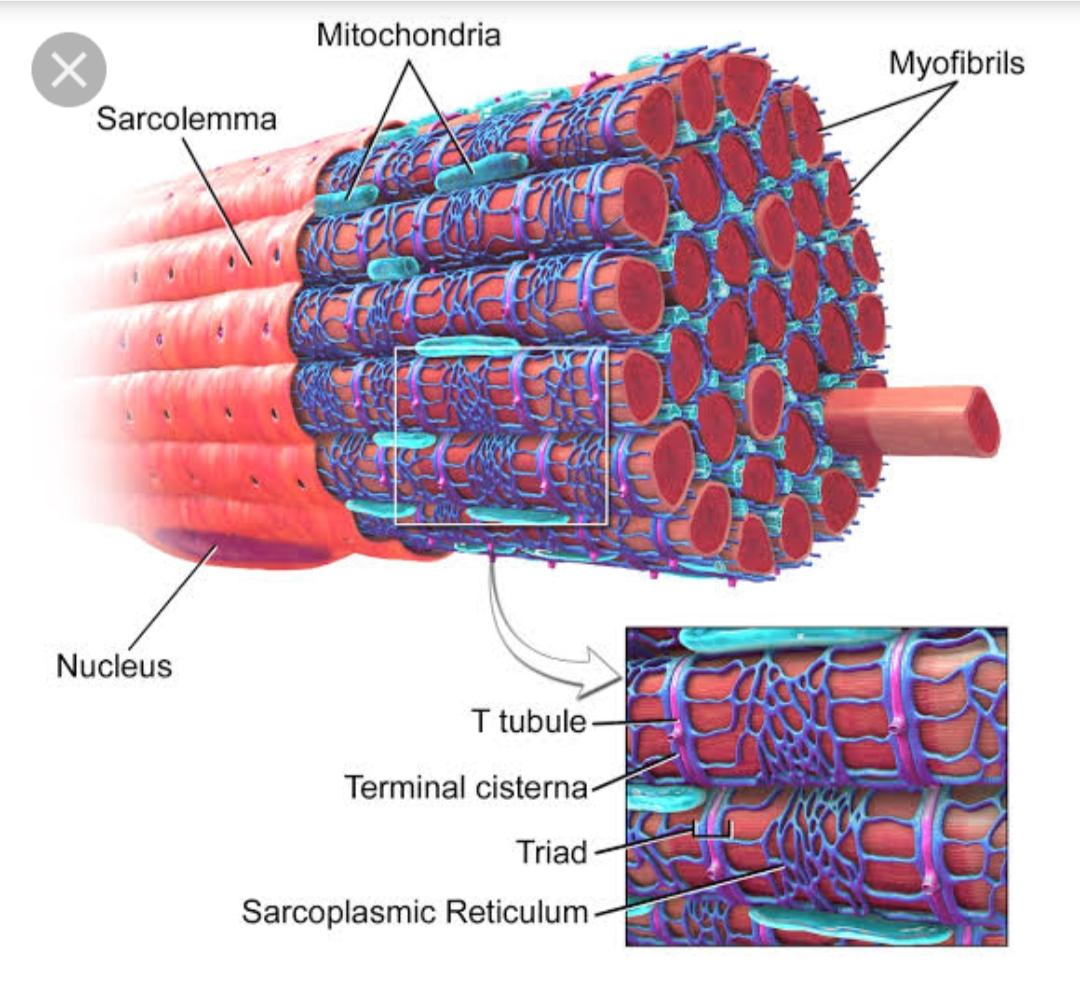 Mitochondria
Myofibrils
Sarcolemma
Nucleus
T tubule
Terminal cisterna
Triad
Sarcoplasmic Reticulum